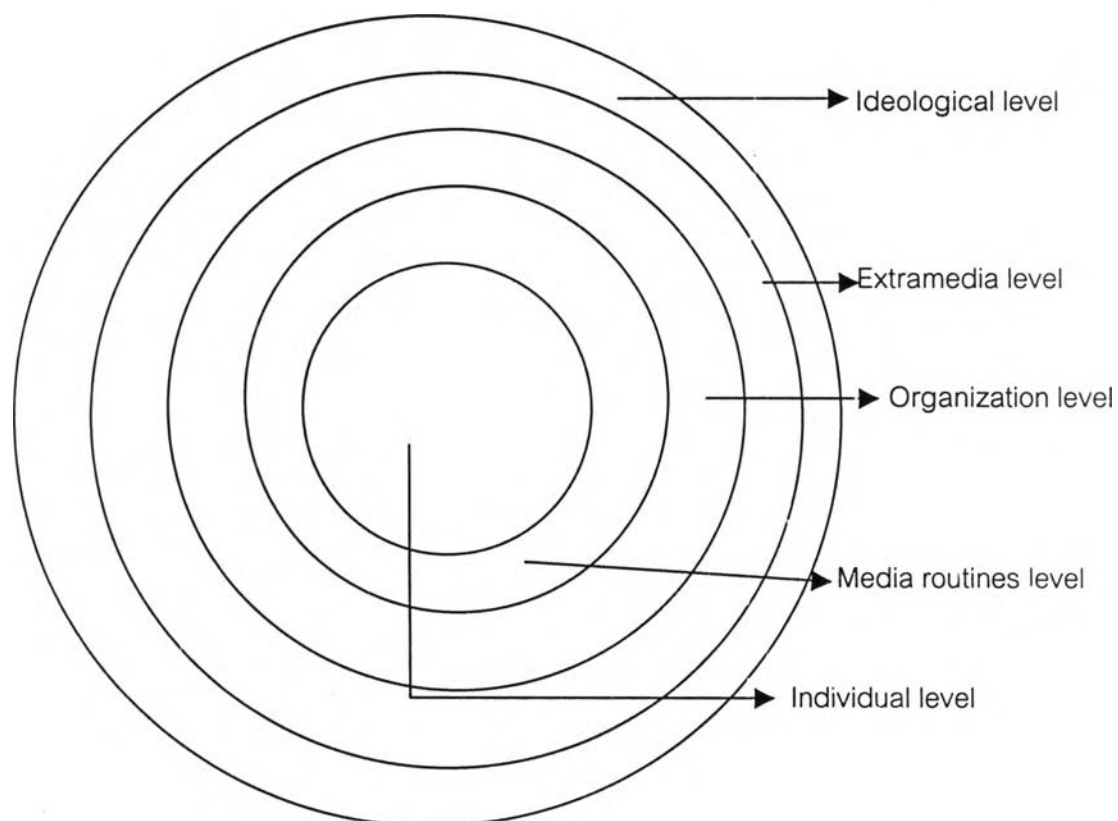 Ideological level
Extramedia level
Organization level
Media routines level
Individual level